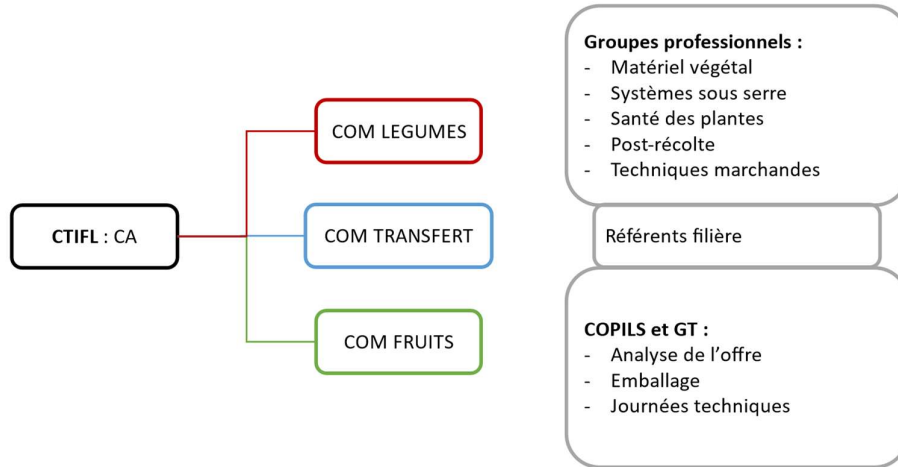 CTIFL : CA
COM LEGUMES
COM TRANSFERT
COM FRUITS
Groupes professionnels :
- Matériel végétal
- Systèmes sous serre
- Santé des plantes
- Post-récolte
- Techniques marchandes
Référents filière
COPILS et GT :
- Analyse de l'offre
- Emballage
- Journées techniques